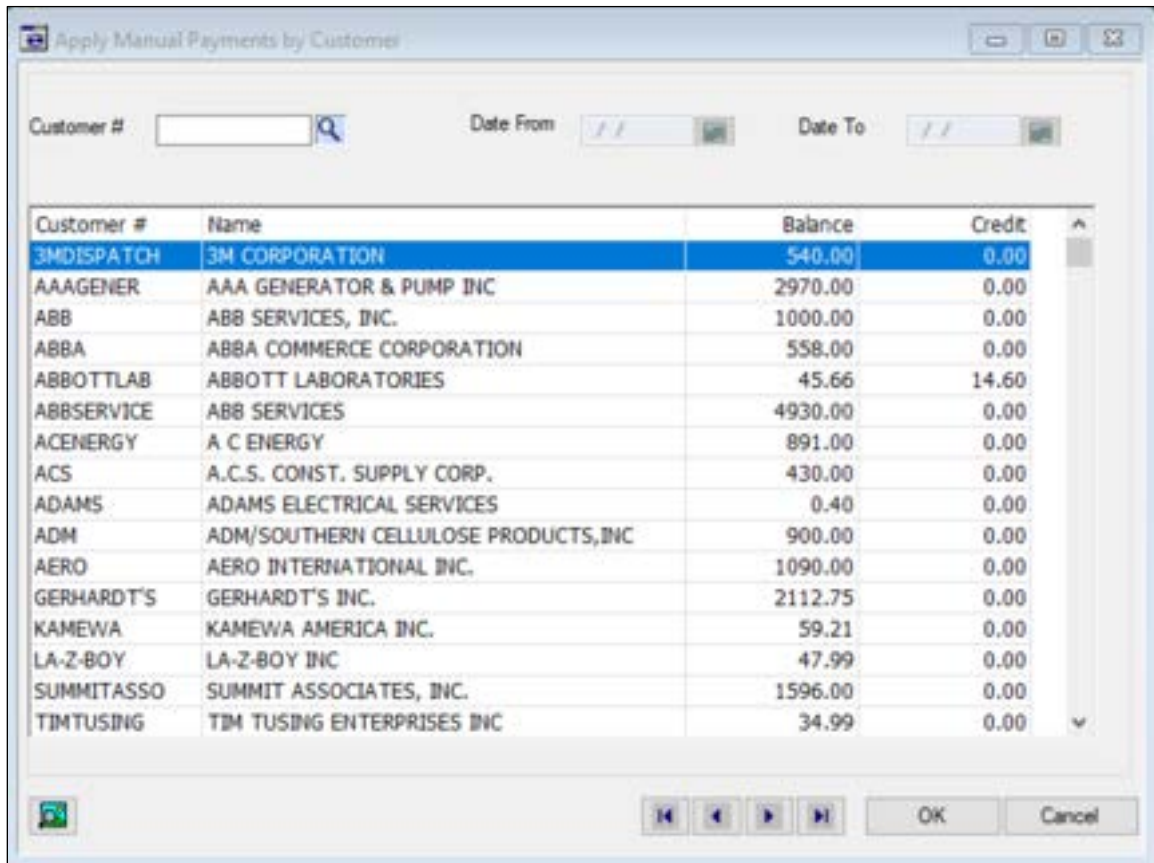 Apply Manual Payments by Customer
Customer # Date From / / Date To / /
Customer # Name Balance Credit
3MDISPATCH 3M CORPORATION 540.00 0.00
AAAGENER AAA GENERATOR & PUMP INC 2970.00 0.00
ABB ABB SERVICES, INC. 1000.00 0.00
ABBA ABBA COMMERCE CORPORATION 558.00 0.00
ABBOTTLAB ABBOTT LABORATORIES 45.66 14.60
ABBSERVICE ABB SERVICES 4930.00 0.00
ACENERGY A C ENERGY 891.00 0.00
ACS A.C.S. CONST. SUPPLY CORP. 430.00 0.00
ADAMS ADAMS ELECTRICAL SERVICES 0.40 0.00
ADM ADM/SOUTHERN CELLULOSE PRODUCTS,INC 900.00 0.00
AERO AERO INTERNATIONAL INC. 1090.00 0.00
GERHARDT'S GERHARDT'S INC. 2112.75 0.00
KAMEWA KAMEWA AMERICA INC. 59.21 0.00
LA-Z-BOY LA-Z-BOY INC 47.99 0.00
SUMMITASSO SUMMIT ASSOCIATES, INC. 1596.00 0.00
TIMTUSING TIM TUSING ENTERPRISES INC 34.99 0.00
OK Cancel